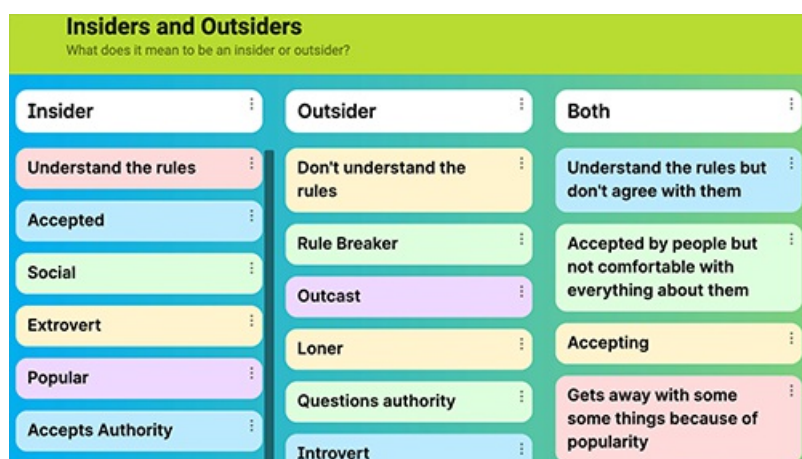 Insiders and Outsiders
What does it mean to be an insider or outsider?
Insider
Understand the rules
Accepted
Social
Extrovert
Popular
Accepts Authority
Outsider
Don't understand the
rules
Rule Breaker
Outcast
Loner
Questions authority
Introvert
Both
Understand the rules but
don't agree with them
Accepted by people but
not comfortable with
everything about them
Accepting
Gets away with some
some things because of
popularity